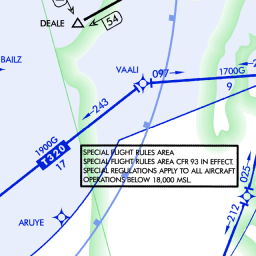 DEALE
54
BAILZ
VAALI
097
1700G
9
243
1900G
T320
17
SPECIAL FLIGHT RULES AREA
SPECIAL FLIGHT RULES AREA CFR 93 IN EFFECT.
SPECIAL REGULATIONS APPLY TO ALL AIRCRAFT
OPERATIONS BELOW 18,000 MSL.
025
212
ARUYE